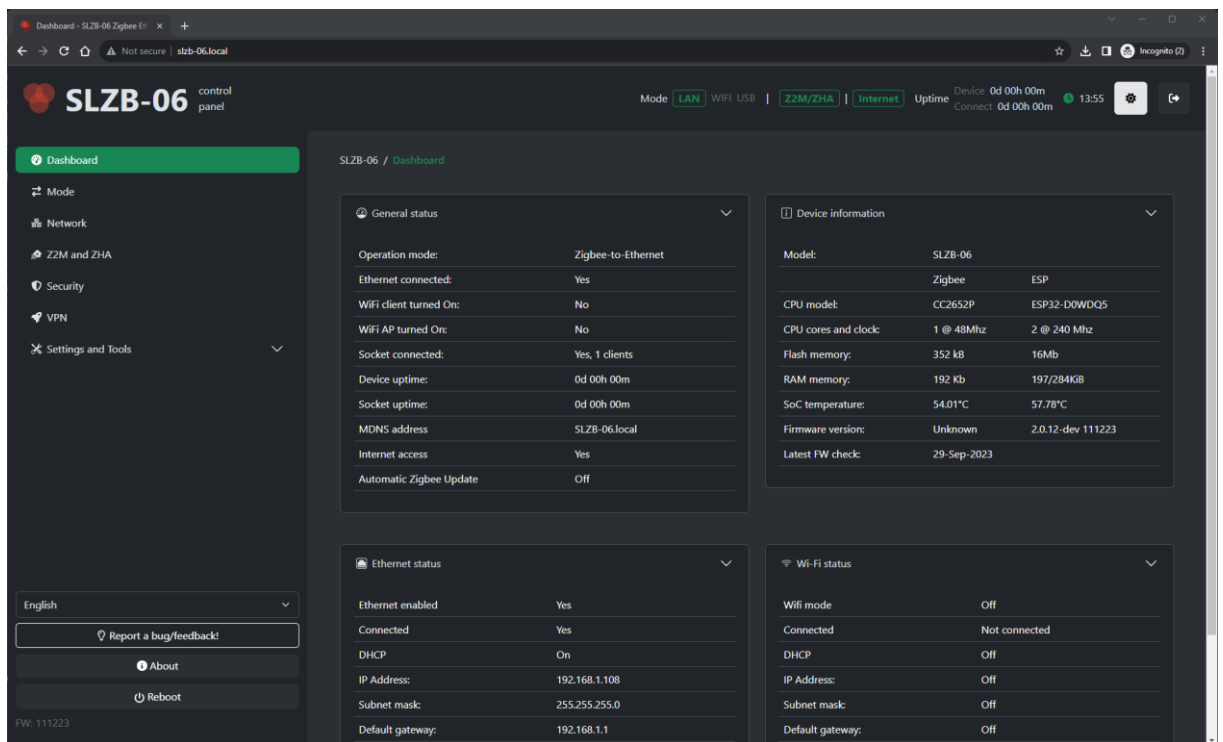 Dashboard - SLZB-06 Zigbee Et
Not secure | slzb-06.local
Incognito (2)
SLZB-06 control panel
Mode LAN WIFI USB | Z2M/ZHA | Internet Uptime Device 0d 00h 00m Connect 0d 00h 00m 13:55
Dashboard
Mode
Network
Z2M and ZHA
Security
VPN
Settings and Tools
English
Report a bug/feedback!
About
Reboot
FW: 111223
SLZB-06 / Dashboard
General status
Operation mode: Zigbee-to-Ethernet
Ethernet connected: Yes
WiFi client turned On: No
WiFi AP turned On: No
Socket connected: Yes, 1 clients
Device uptime: 0d 00h 00m
Socket uptime: 0d 00h 00m
MDNS address SLZB-06.local
Internet access Yes
Automatic Zigbee Update Off
Device information
Model: SLZB-06
Zigbee ESP
CPU model: CC2652P ESP32-D0WDQ5
CPU cores and clock: 1 @ 48Mhz 2 @ 240 Mhz
Flash memory: 352 kB 16Mb
RAM memory: 192 Kb 197/284KiB
SoC temperature: 54.01°C 57.78°C
Firmware version: Unknown 2.0.12-dev 111223
Latest FW check: 29-Sep-2023
Ethernet status
Ethernet enabled Yes
Connected Yes
DHCP On
IP Address: 192.168.1.108
Subnet mask: 255.255.255.0
Default gateway: 192.168.1.1
Wi-Fi status
Wifi mode Off
Connected Not connected
DHCP Off
IP Address: Off
Subnet mask: Off
Default gateway: Off